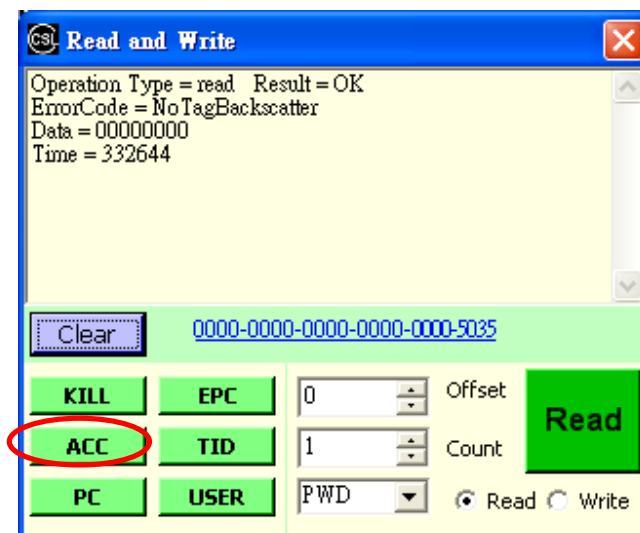 CSL Read and Write
Operation Type = read   Result = OK
ErrorCode = NoTagBackscatter
Data = 00000000
Time = 332644
Clear 0000-0000-0000-0000-0000-5035
KILL EPC 0 Offset Read
ACC TID 1 Count
PC USER PWD Read Write